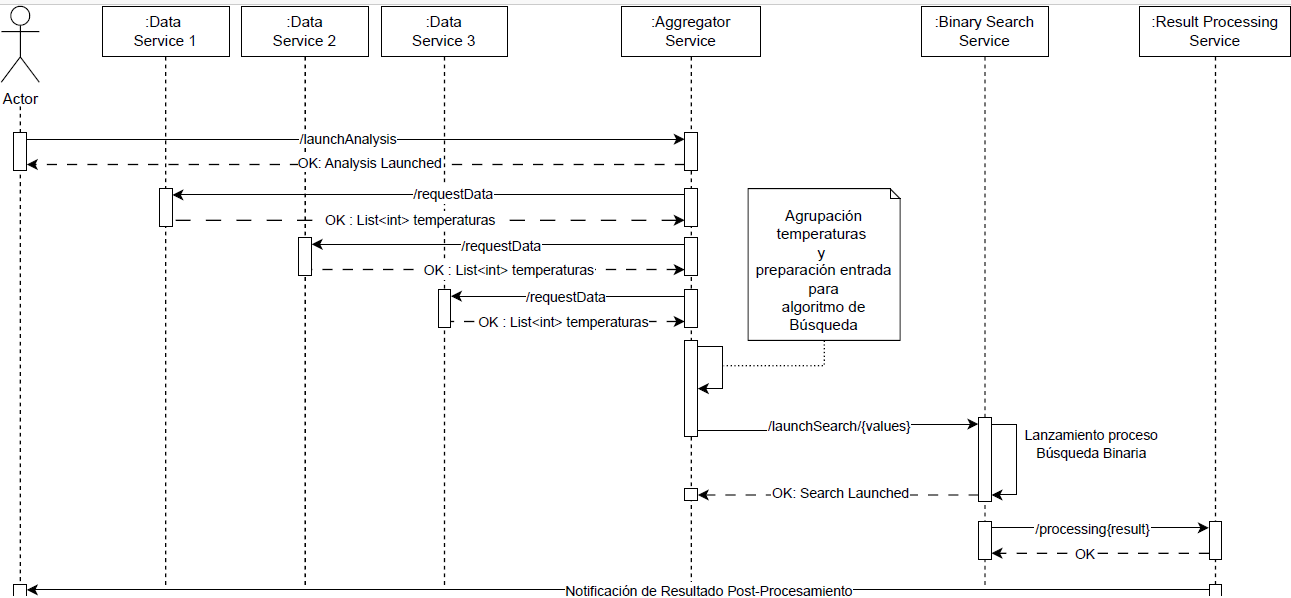 :Data
Service 1
:Data
Service 2
:Data
Service 3
:Aggregator
Service
:Binary Search
Service
:Result Processing
Service
Actor
/launchAnalysis
OK: Analysis Launched
/requestData
OK : List<int> temperaturas
/requestData
OK : List<int> temperaturas
/requestData
OK : List<int> temperaturas
Agrupación
temperaturas
y
preparación entrada
para
algoritmo de
Búsqueda
/launchSearch/{values}
Lanzamiento proceso
Búsqueda Binaria
OK: Search Launched
/processing{result}
OK
Notificación de Resultado Post-Procesamiento